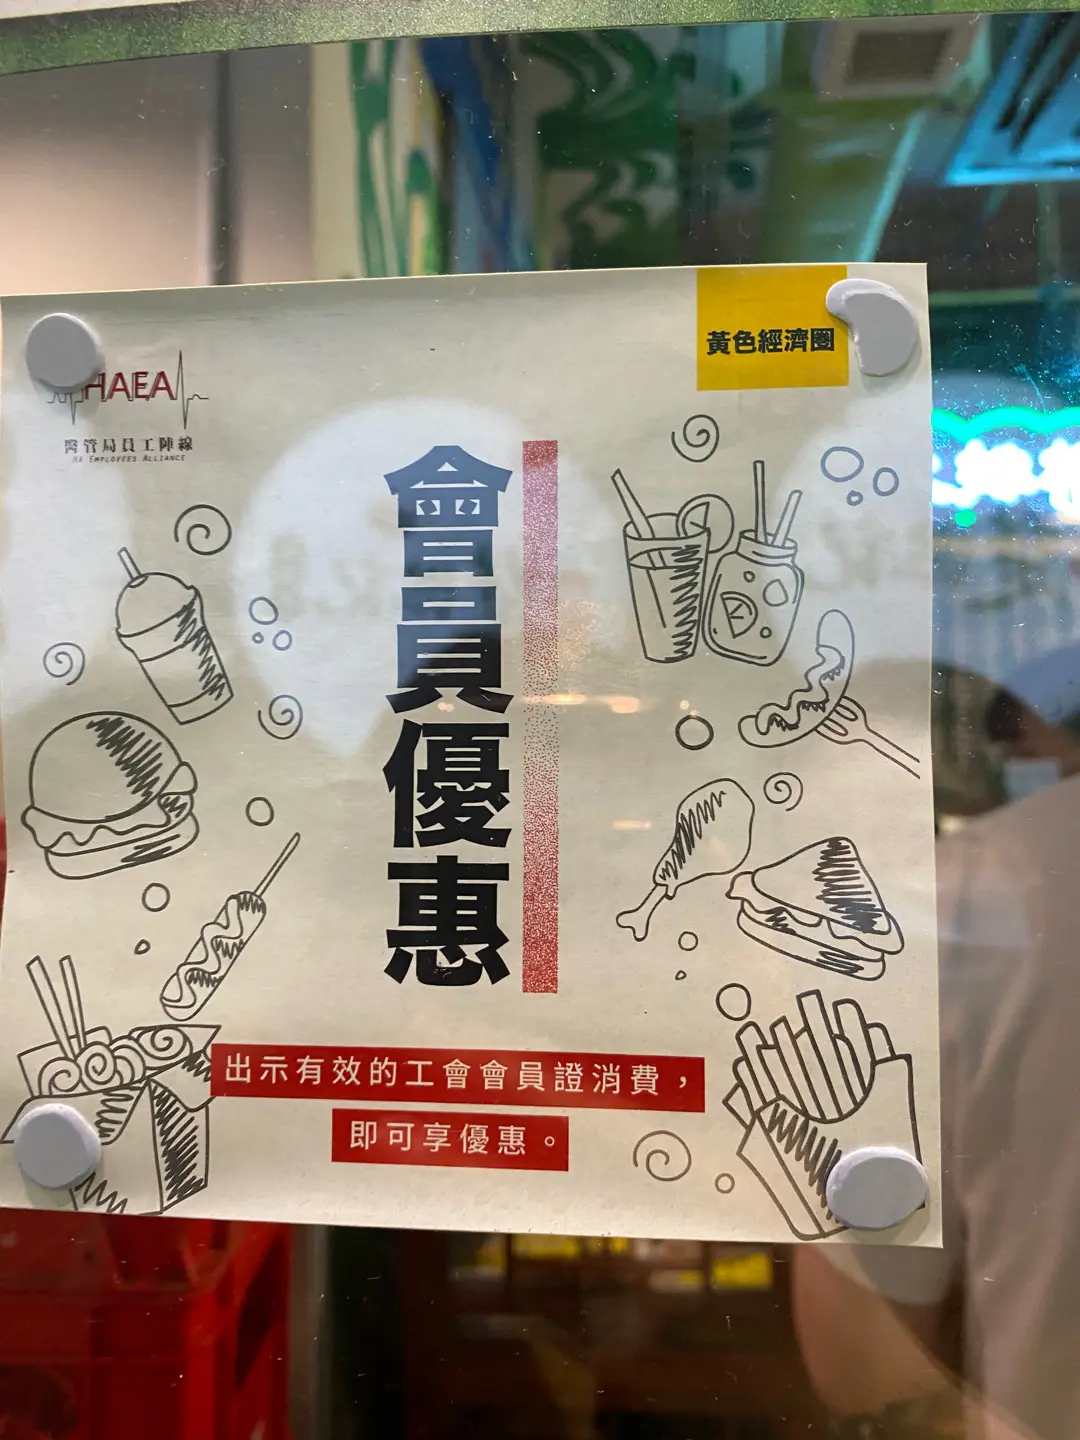 黃色經濟圈
HAEA
醫管局員工陣線
HA EMPLOYEES ALLIANCE
會員優惠
出示有效的工會會員證消費，
即可享優惠。